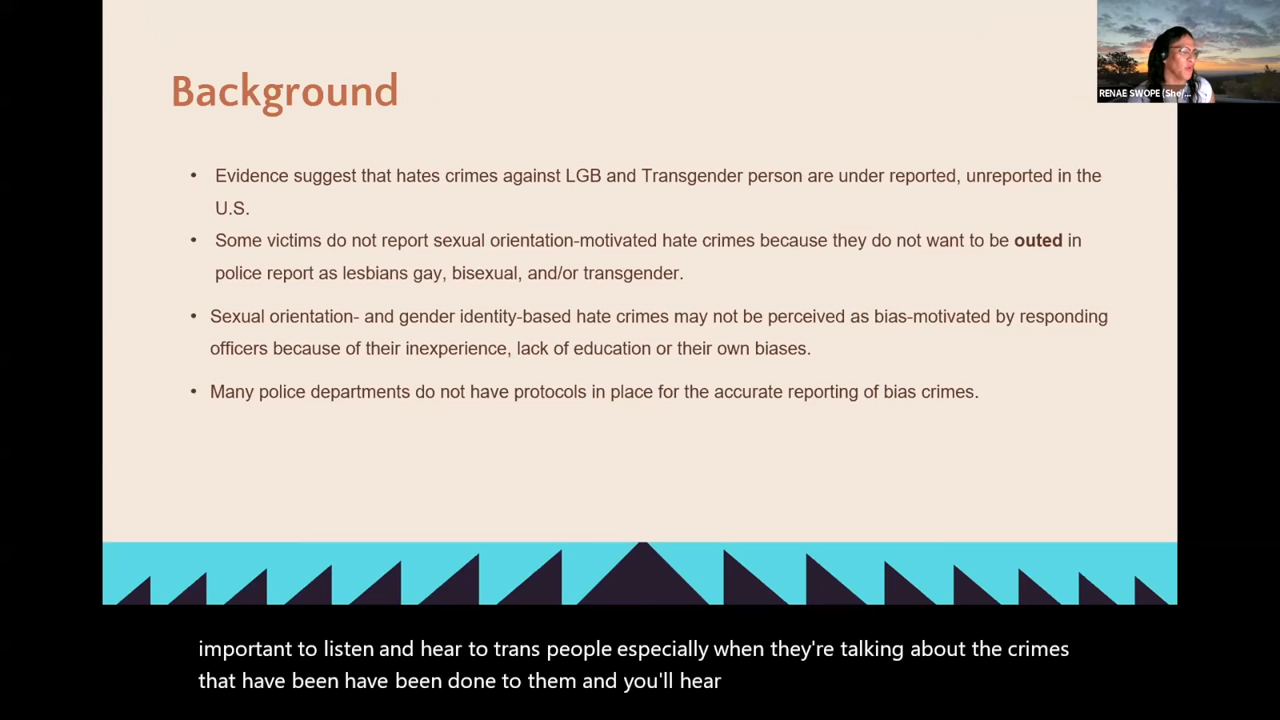 Background
RENAE SWOPE (She/...
• Evidence suggest that hates crimes against LGB and Transgender person are under reported, unreported in the
U.S.
• Some victims do not report sexual orientation-motivated hate crimes because they do not want to be outed in
police report as lesbians gay, bisexual, and/or transgender.
• Sexual orientation- and gender identity-based hate crimes may not be perceived as bias-motivated by responding
officers because of their inexperience, lack of education or their own biases.
• Many police departments do not have protocols in place for the accurate reporting of bias crimes.
important to listen and hear to trans people especially when they're talking about the crimes
that have been have been done to them and you'll hear